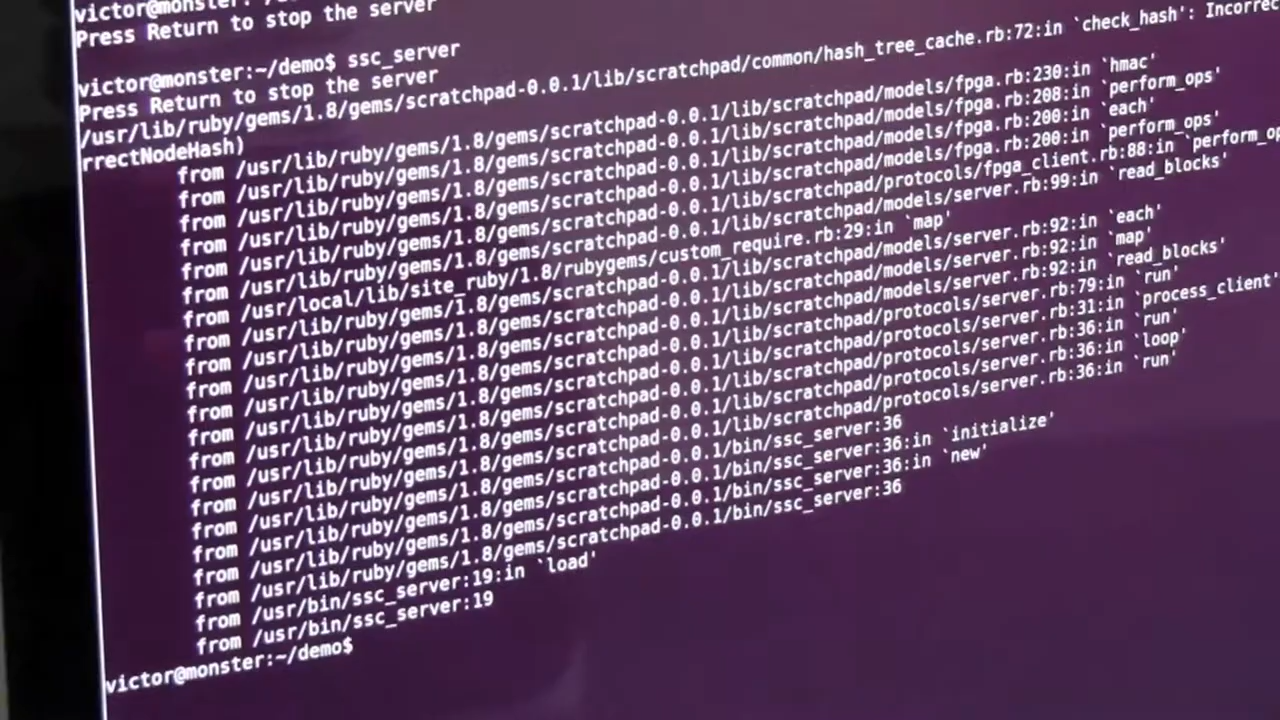 victor@monster:~/demo$
Press Return to stop the server
victor@monster:~/demo$ ssc_server
Press Return to stop the server
/usr/lib/ruby/gems/1.8/gems/scratchpad-0.0.1/lib/scratchpad/common/hash_tree_cache.rb:72:in `check_hash': Incorrec
rrectNodeHash)
from /usr/lib/ruby/gems/1.8/gems/scratchpad-0.0.1/lib/scratchpad/models/fpga.rb:230:in `hmac'
from /usr/lib/ruby/gems/1.8/gems/scratchpad-0.0.1/lib/scratchpad/models/fpga.rb:208:in `perform_ops'
from /usr/lib/ruby/gems/1.8/gems/scratchpad-0.0.1/lib/scratchpad/models/fpga.rb:200:in `each'
from /usr/lib/ruby/gems/1.8/gems/scratchpad-0.0.1/lib/scratchpad/models/fpga.rb:200:in `perform_ops'
from /usr/lib/ruby/gems/1.8/gems/scratchpad-0.0.1/lib/scratchpad/protocols/fpga_client.rb:88:in `perform_op
from /usr/lib/ruby/gems/1.8/gems/scratchpad-0.0.1/lib/scratchpad/models/server.rb:99:in `read_blocks'
from /usr/local/lib/site_ruby/1.8/rubygems/custom_require.rb:29:in `map'
from /usr/lib/ruby/gems/1.8/gems/scratchpad-0.0.1/lib/scratchpad/models/server.rb:92:in `each'
from /usr/lib/ruby/gems/1.8/gems/scratchpad-0.0.1/lib/scratchpad/models/server.rb:92:in `map'
from /usr/lib/ruby/gems/1.8/gems/scratchpad-0.0.1/lib/scratchpad/models/server.rb:92:in `read_blocks'
from /usr/lib/ruby/gems/1.8/gems/scratchpad-0.0.1/lib/scratchpad/protocols/server.rb:79:in `run'
from /usr/lib/ruby/gems/1.8/gems/scratchpad-0.0.1/lib/scratchpad/protocols/server.rb:31:in `process_client'
from /usr/lib/ruby/gems/1.8/gems/scratchpad-0.0.1/lib/scratchpad/protocols/server.rb:36:in `run'
from /usr/lib/ruby/gems/1.8/gems/scratchpad-0.0.1/lib/scratchpad/protocols/server.rb:36:in `loop'
from /usr/lib/ruby/gems/1.8/gems/scratchpad-0.0.1/lib/scratchpad/protocols/server.rb:36:in `run'
from /usr/lib/ruby/gems/1.8/gems/scratchpad-0.0.1/bin/ssc_server:36
from /usr/lib/ruby/gems/1.8/gems/scratchpad-0.0.1/bin/ssc_server:36:in `initialize'
from /usr/lib/ruby/gems/1.8/gems/scratchpad-0.0.1/bin/ssc_server:36:in `new'
from /usr/lib/ruby/gems/1.8/gems/scratchpad-0.0.1/bin/ssc_server:36
from /usr/bin/ssc_server:19:in `load'
from /usr/bin/ssc_server:19
victor@monster:~/demo$